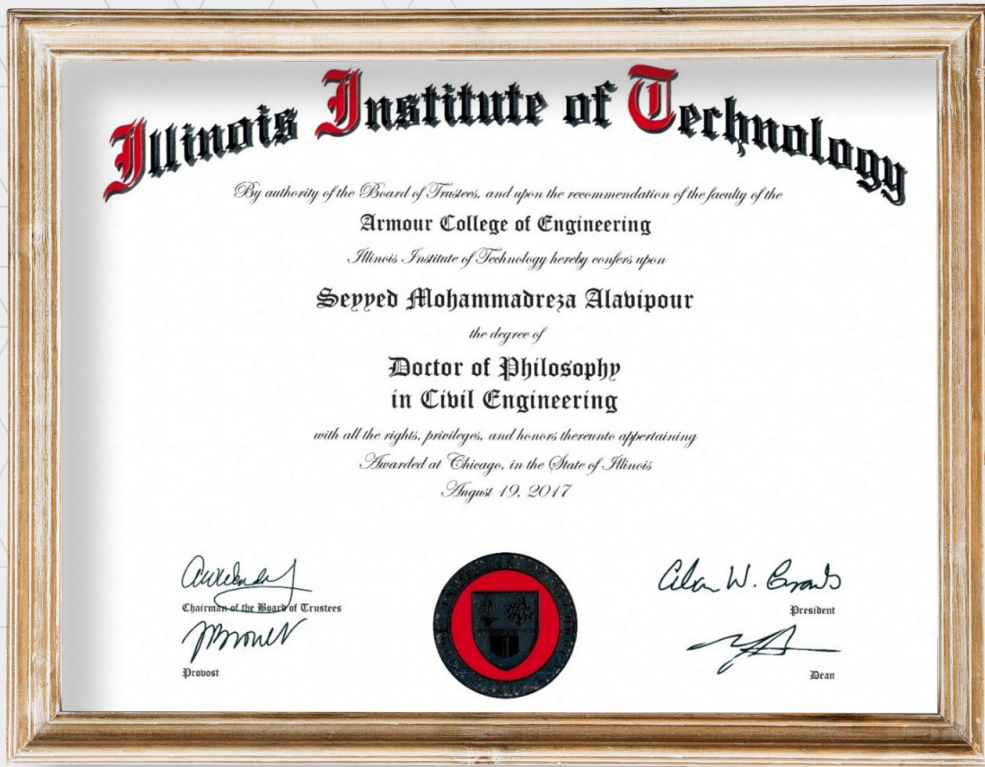 Illinois Institute of Technology
By authority of the Board of Trustees, and upon the recommendation of the faculty of the
Armour College of Engineering
Illinois Institute of Technology hereby confers upon
Seyyed Mohammadreza Alavipour
the degree of
Doctor of Philosophy
in Civil Engineering
with all the rights, privileges, and honors thereunto appertaining
Awarded at Chicago, in the State of Illinois
August 19, 2017
Chairman of the Board of Trustees
President
Provost
Dean